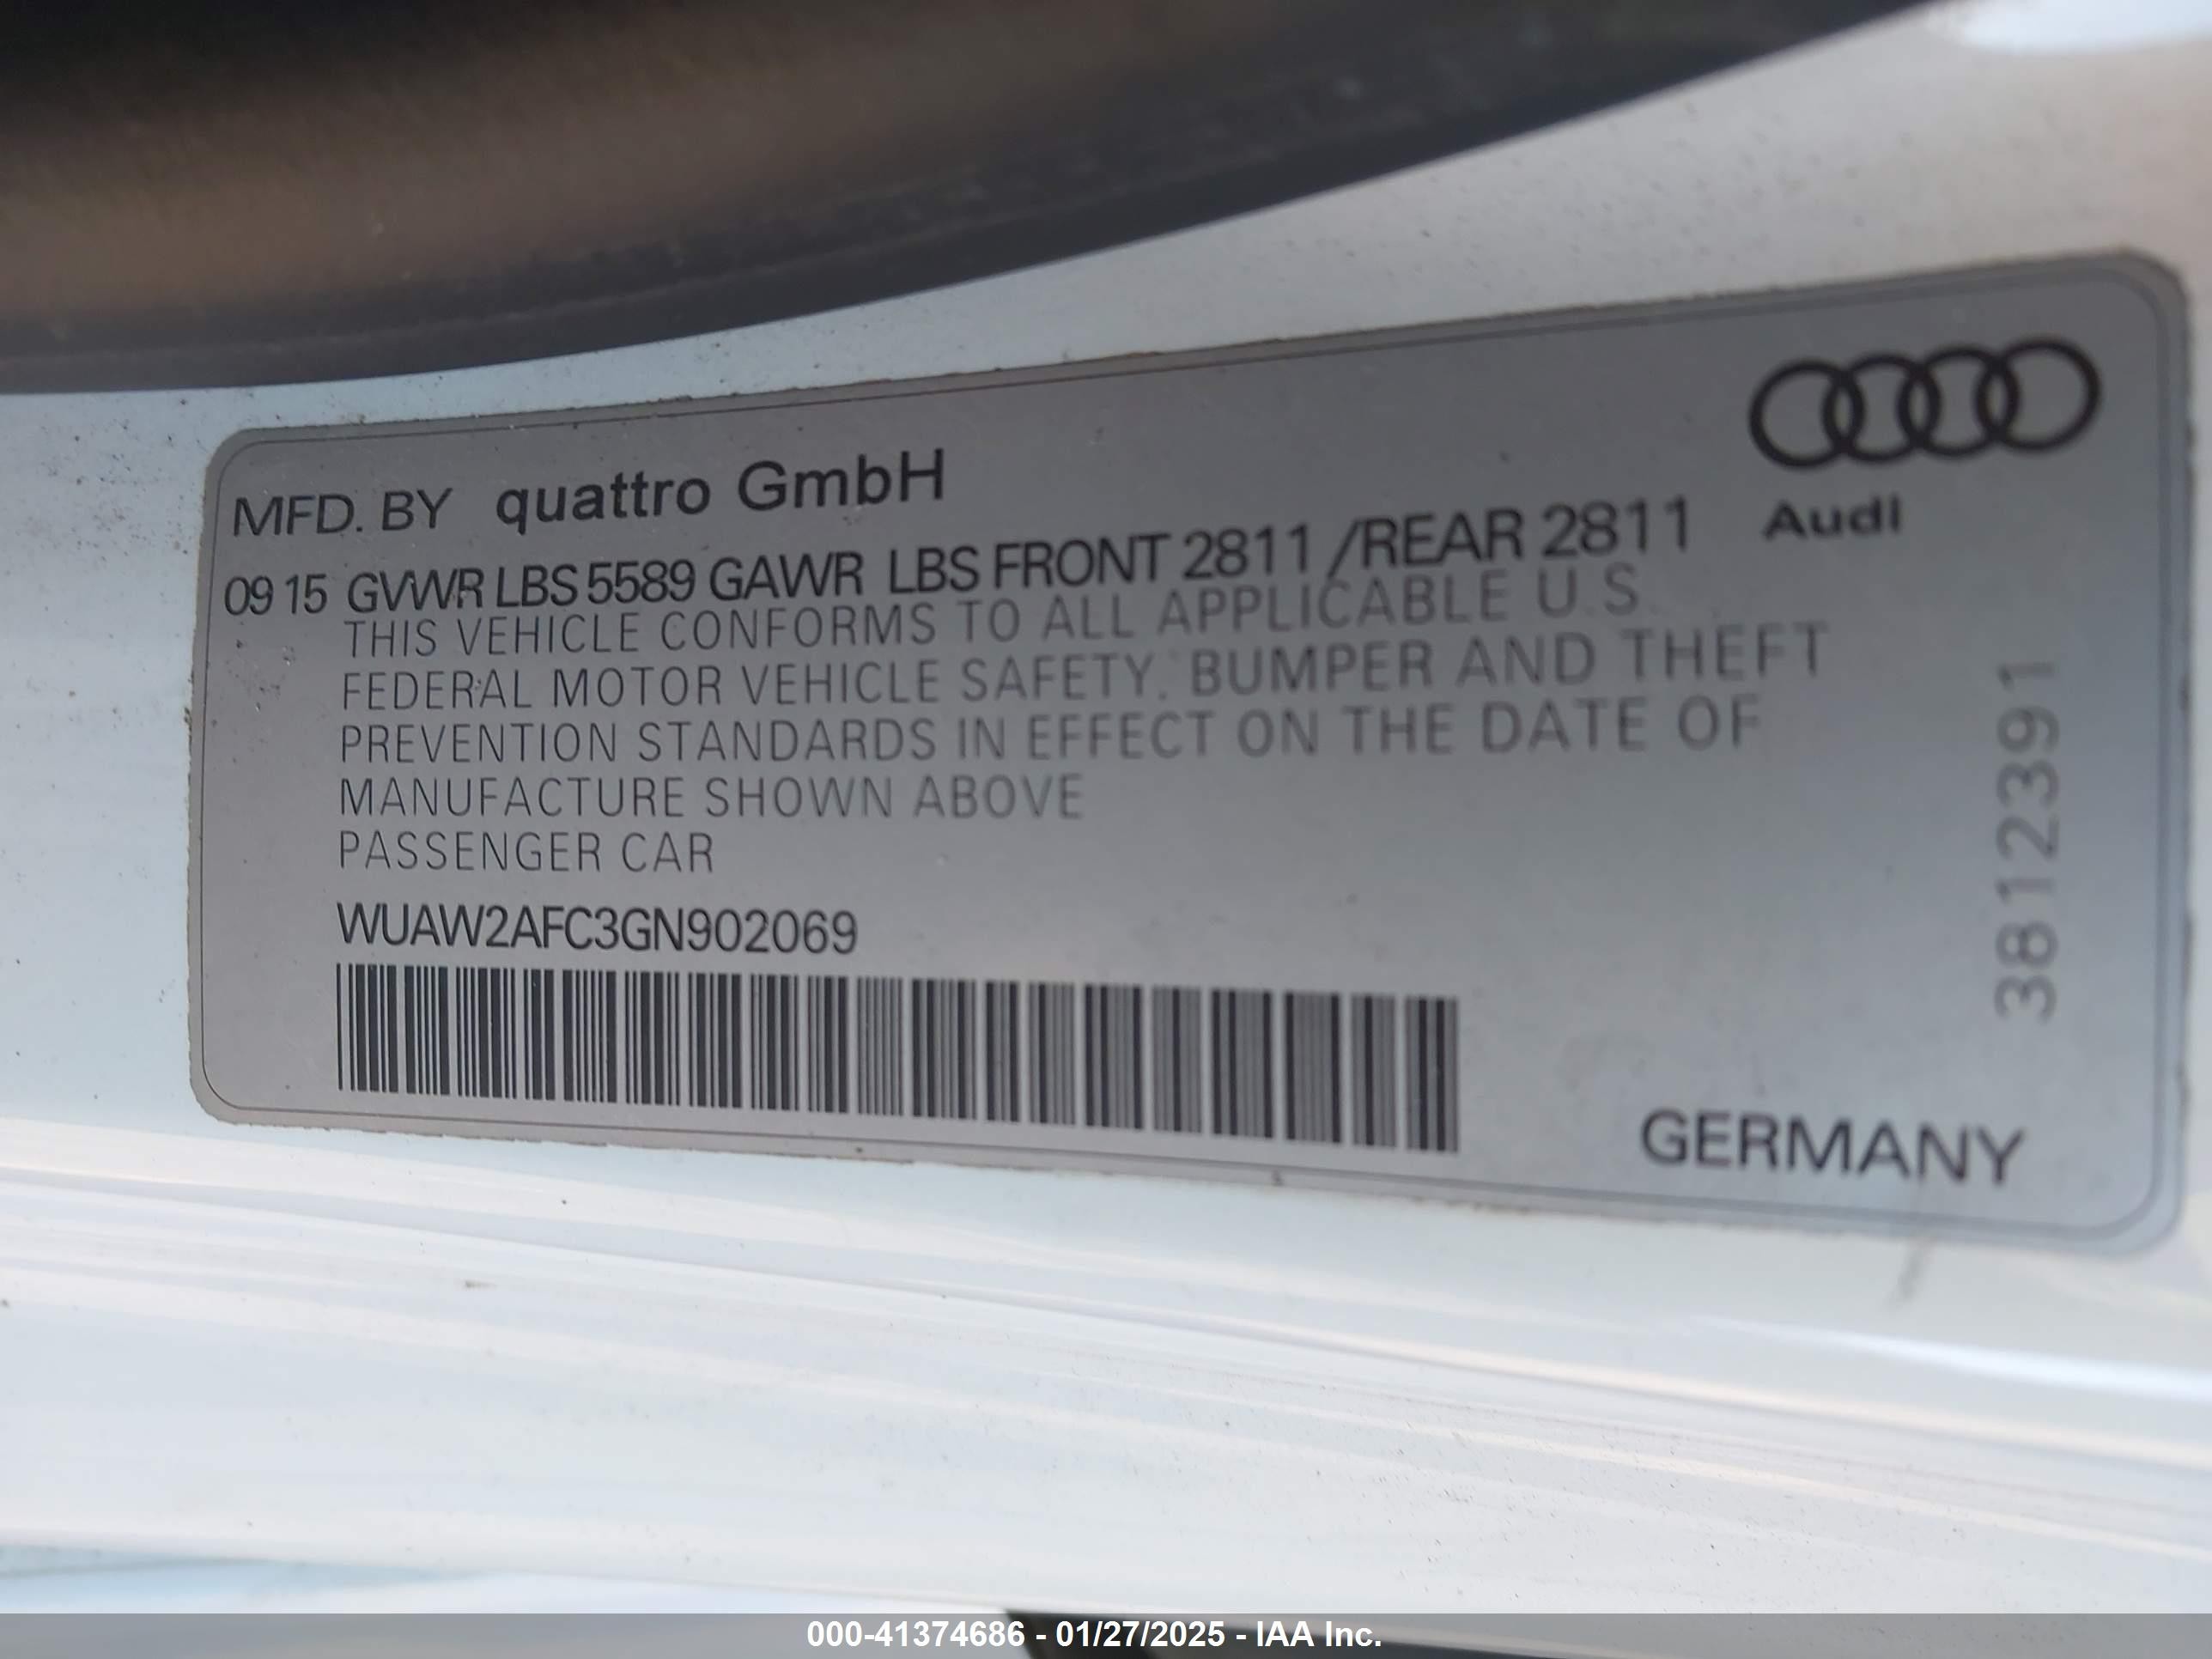 MFD. BY quattro GmbH
Audi
09 15 GVWR LBS 5589 GAWR LBS FRONT 2811 /REAR 2811
THIS VEHICLE CONFORMS TO ALL APPLICABLE U.S.
FEDERAL MOTOR VEHICLE SAFETY, BUMPER AND THEFT
PREVENTION STANDARDS IN EFFECT ON THE DATE OF
MANUFACTURE SHOWN ABOVE
PASSENGER CAR
WUAW2AFC3GN902069
3812391
GERMANY
000-41374686 - 01/27/2025 - IAA Inc.